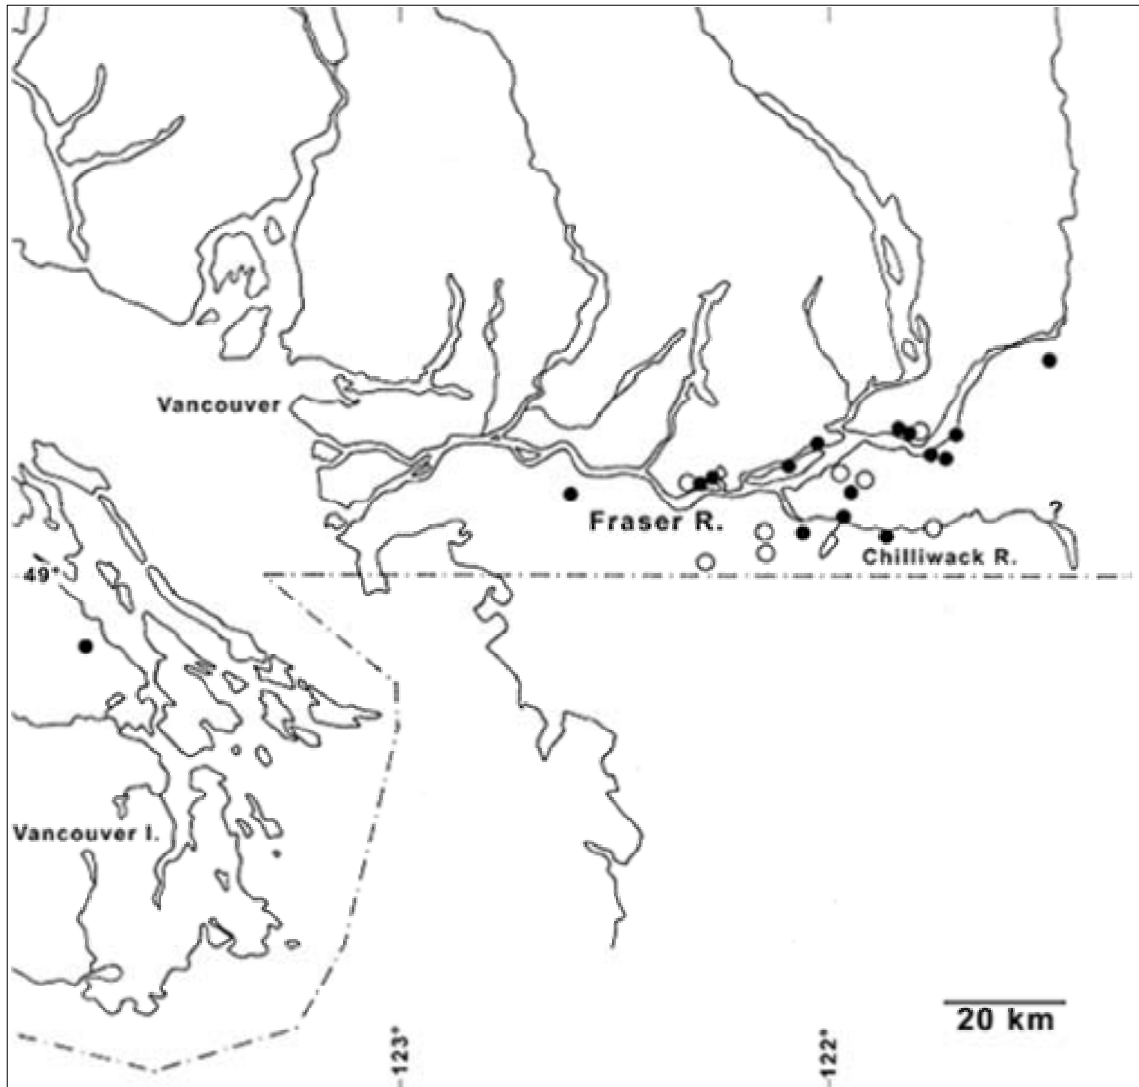 Vancouver
Fraser R.
?
Chilliwack R.
49°
Vancouver I.
20 km
123°
122°